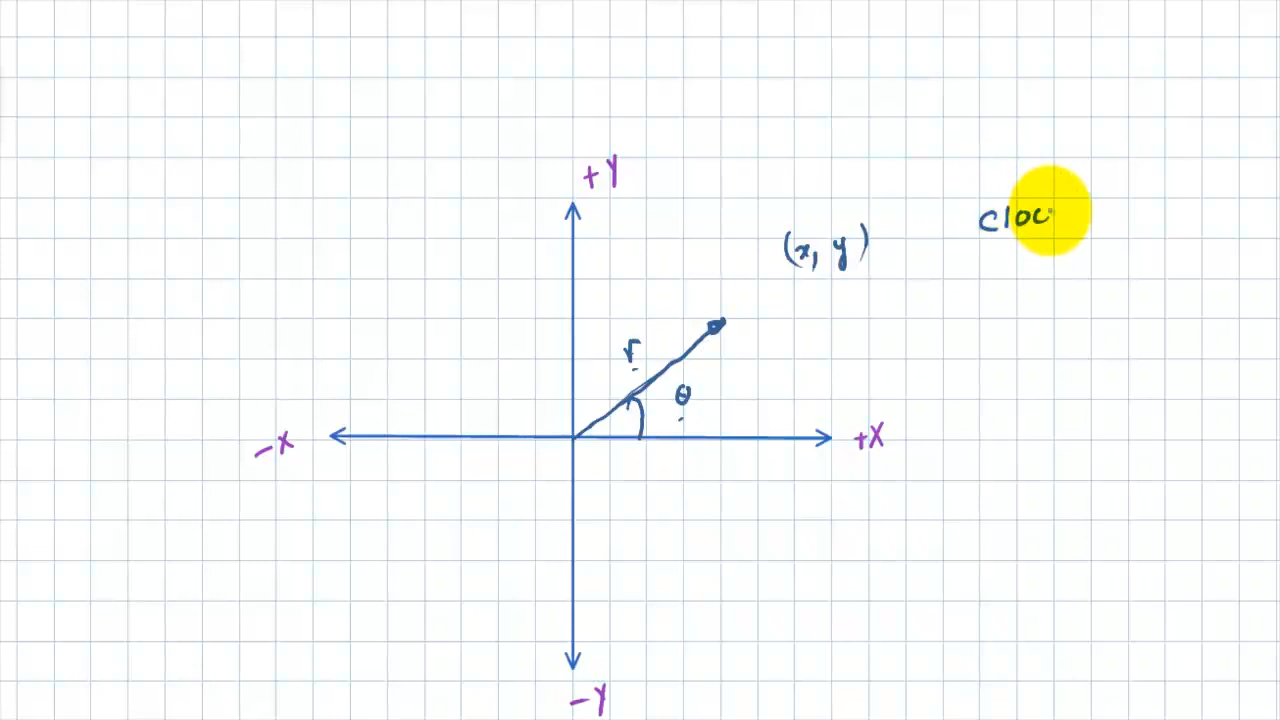 +Y
(x, y)
Cloc
r
θ
-X
+X
-Y